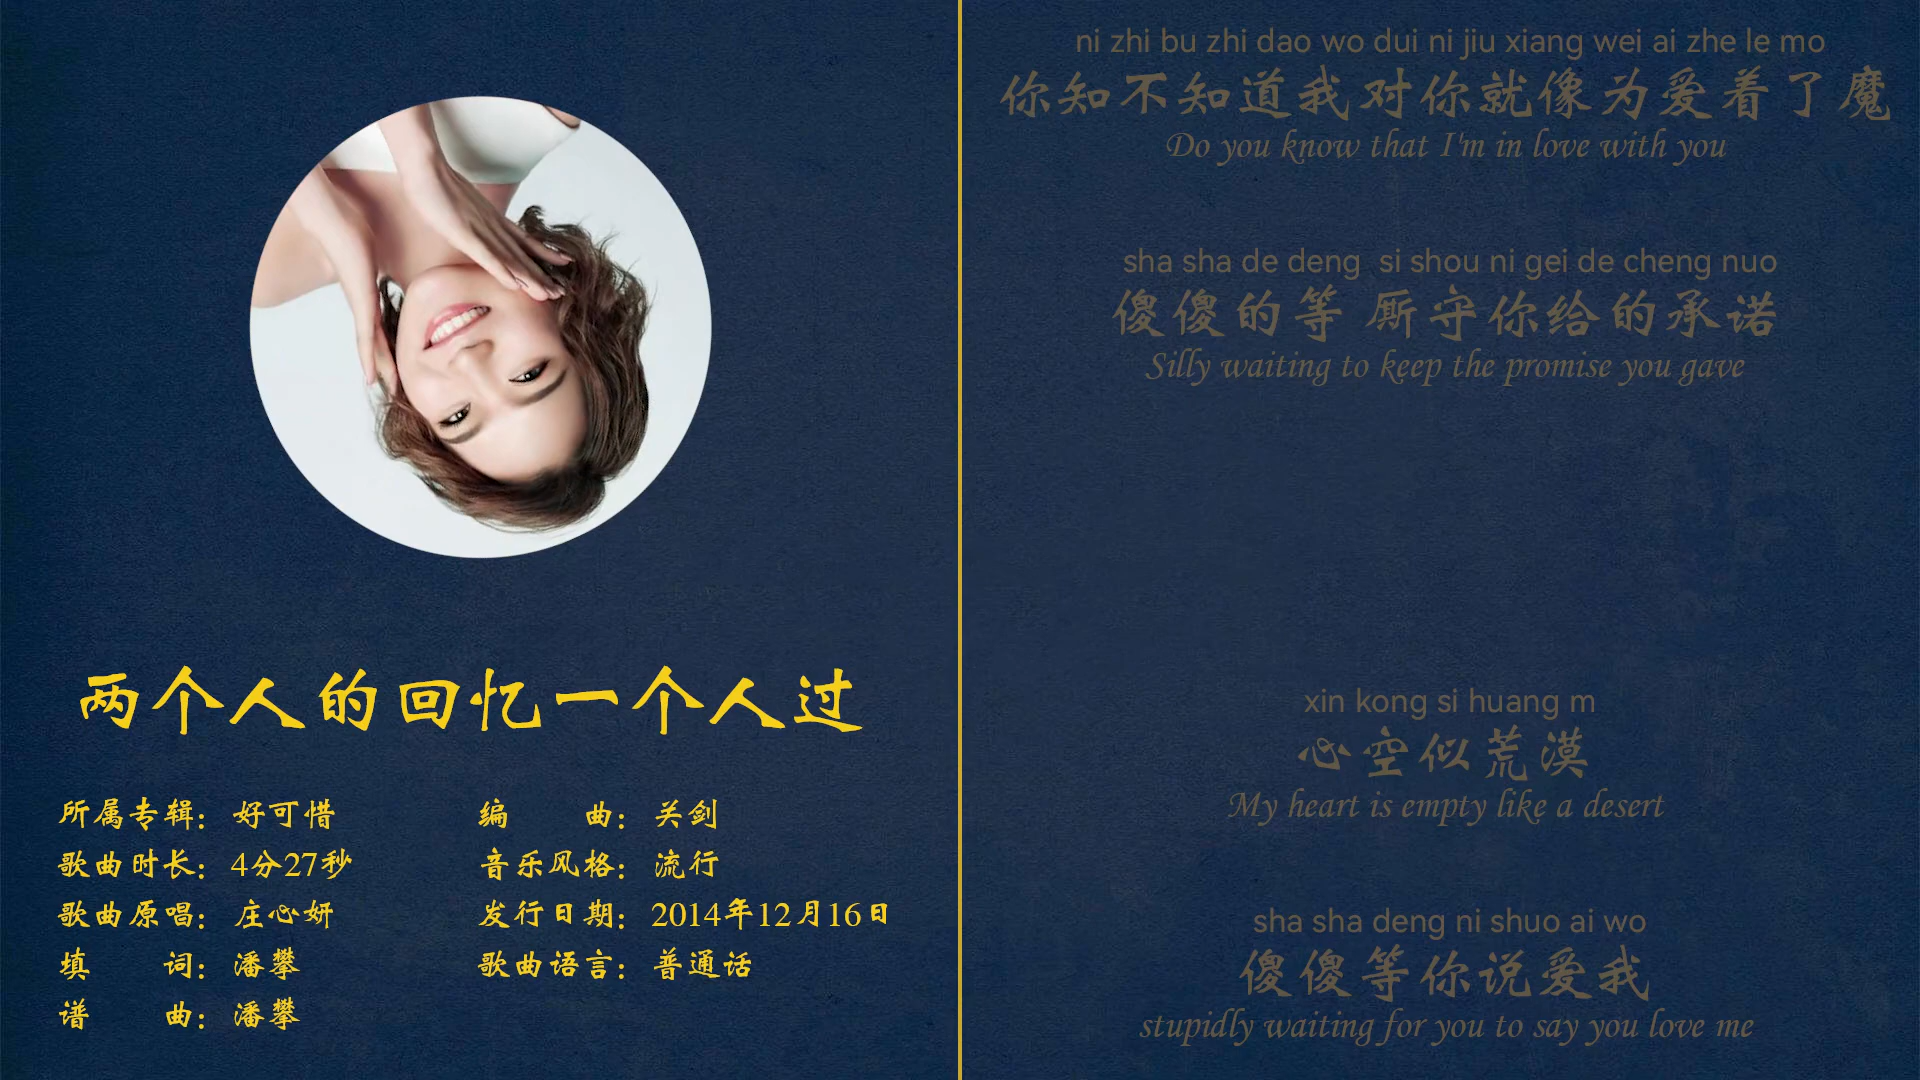 两个人的回忆一个人过
所属专辑：好可惜
歌曲时长：4分27秒
歌曲原唱：庄心妍
填词：潘攀
谱曲：潘攀
编曲：关剑
音乐风格：流行
发行日期：2014年12月16日
歌曲语言：普通话
ni zhi bu zhi dao wo dui ni jiu xiang wei ai zhe le mo
你知不知道我对你就像为爱着了魔
Do you know that I'm in love with you
sha sha de deng si shou ni gei de cheng nuo
傻傻的等 厮守你给的承诺
Silly waiting to keep the promise you gave
xin kong si huang m
心空似荒漠
My heart is empty like a desert
sha sha deng ni shuo ai wo
傻傻等你说爱我
stupidly waiting for you to say you love me